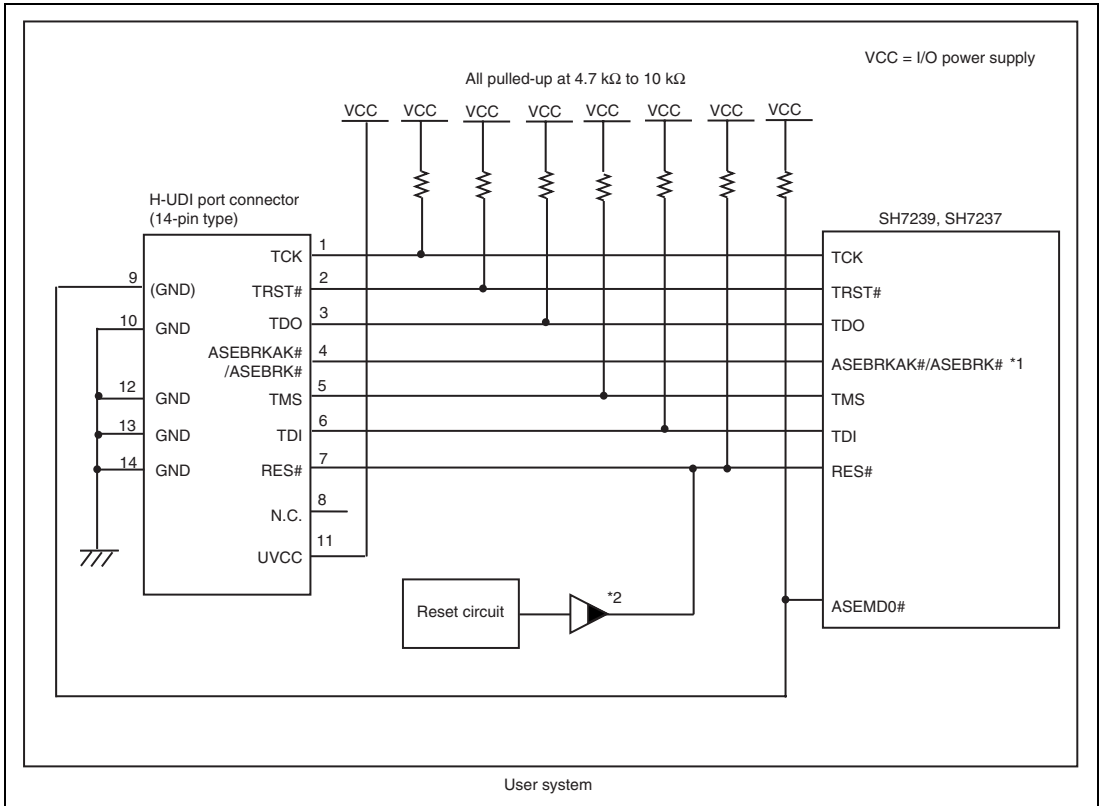 VCC = I/O power supply
All pulled-up at 4.7 kΩ to 10 kΩ
VCC VCC VCC VCC VCC VCC VCC VCC
H-UDI port connector
(14-pin type)
SH7239, SH7237
TCK 1 TCK
9 (GND) TRST# 2 TRST#
10 GND TDO 3 TDO
ASEBRKAK#
/ASEBRK# 4 ASEBRKAK#/ASEBRK# *1
12 GND TMS 5 TMS
13 GND TDI 6 TDI
14 GND RES# 7 RES#
N.C. 8
UVCC 11
Reset circuit *2
ASEMD0#
User system